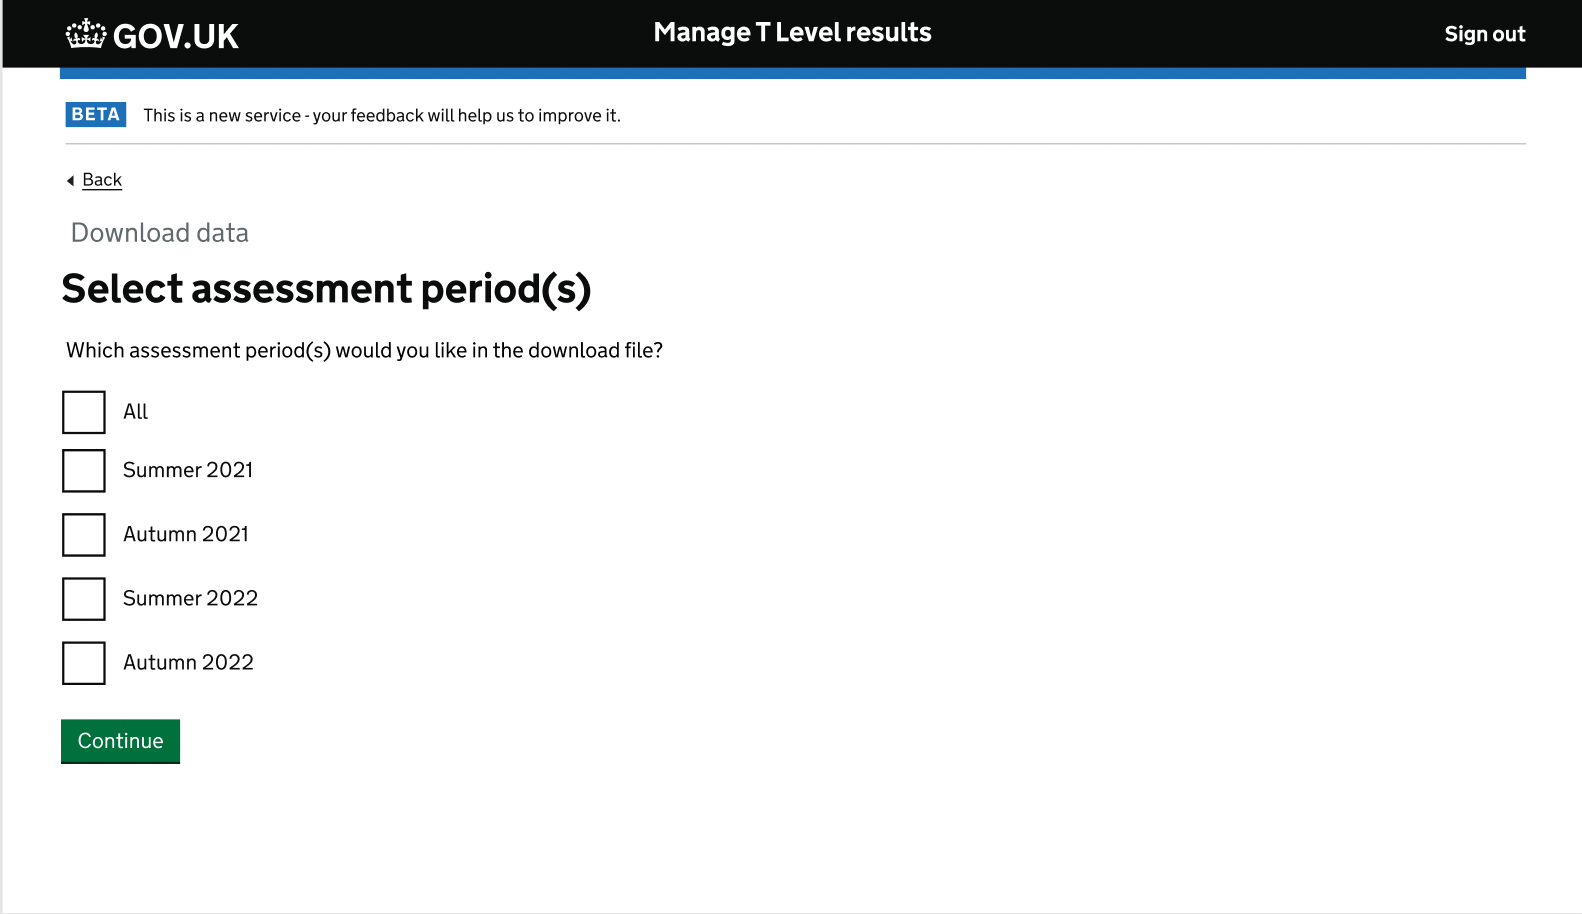 GOV.UK
Manage T Level results
Sign out
BETA This is a new service - your feedback will help us to improve it.
Back
Download data
Select assessment period(s)
Which assessment period(s) would you like in the download file?
All
Summer 2021
Autumn 2021
Summer 2022
Autumn 2022
Continue